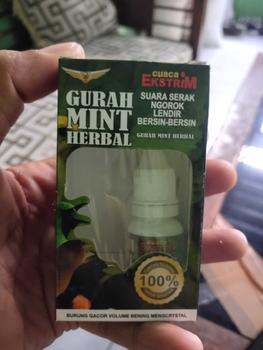 cuaca
EKSTRIM
GURAH
MINT
HERBAL
SUARA SERAK
NGOROK
LENDIR
BERSIN-BERSIN
GURAH MINT HERBAL
100%
BURUNG GACOR VOLUME BENING MENGCRYSTAL